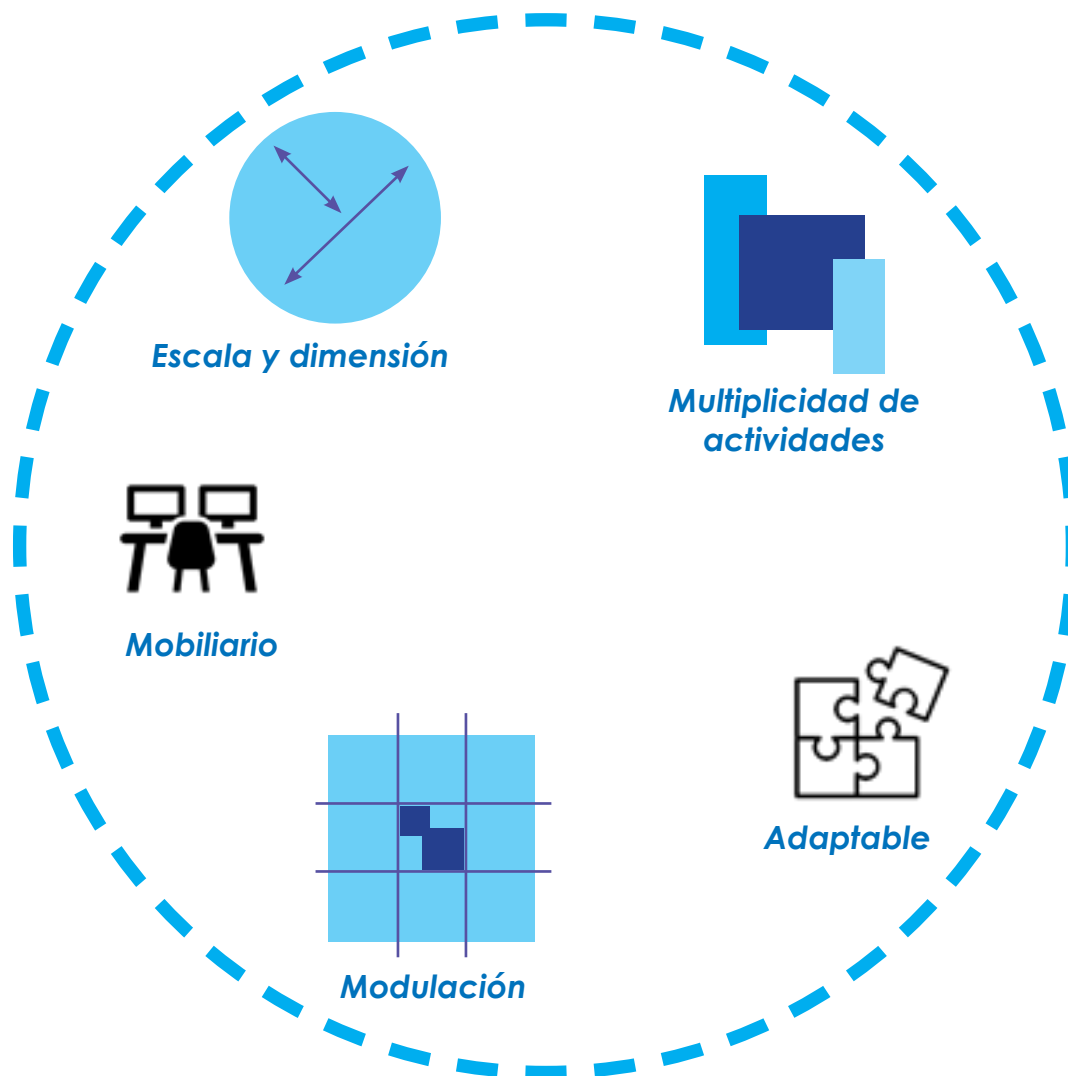 Escala y dimensión
Multiplicidad de
actividades
Mobiliario
Adaptable
Modulación